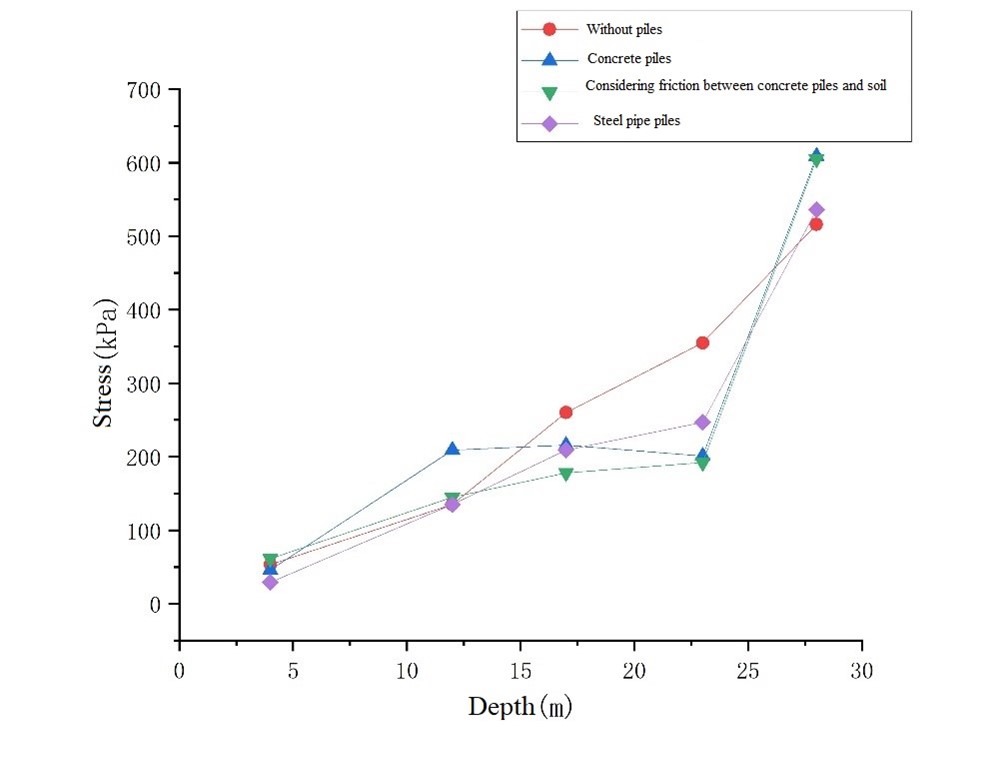 Without piles
Concrete piles
Considering friction between concrete piles and soil
Steel pipe piles
700
600
500
400
300
200
100
0
Stress(kPa)
0 5 10 15 20 25 30
Depth(m)